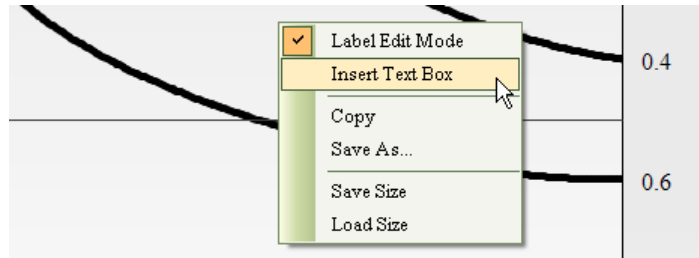 Label Edit Mode
Insert Text Box
Copy
Save As...
Save Size
Load Size
0.4
0.6